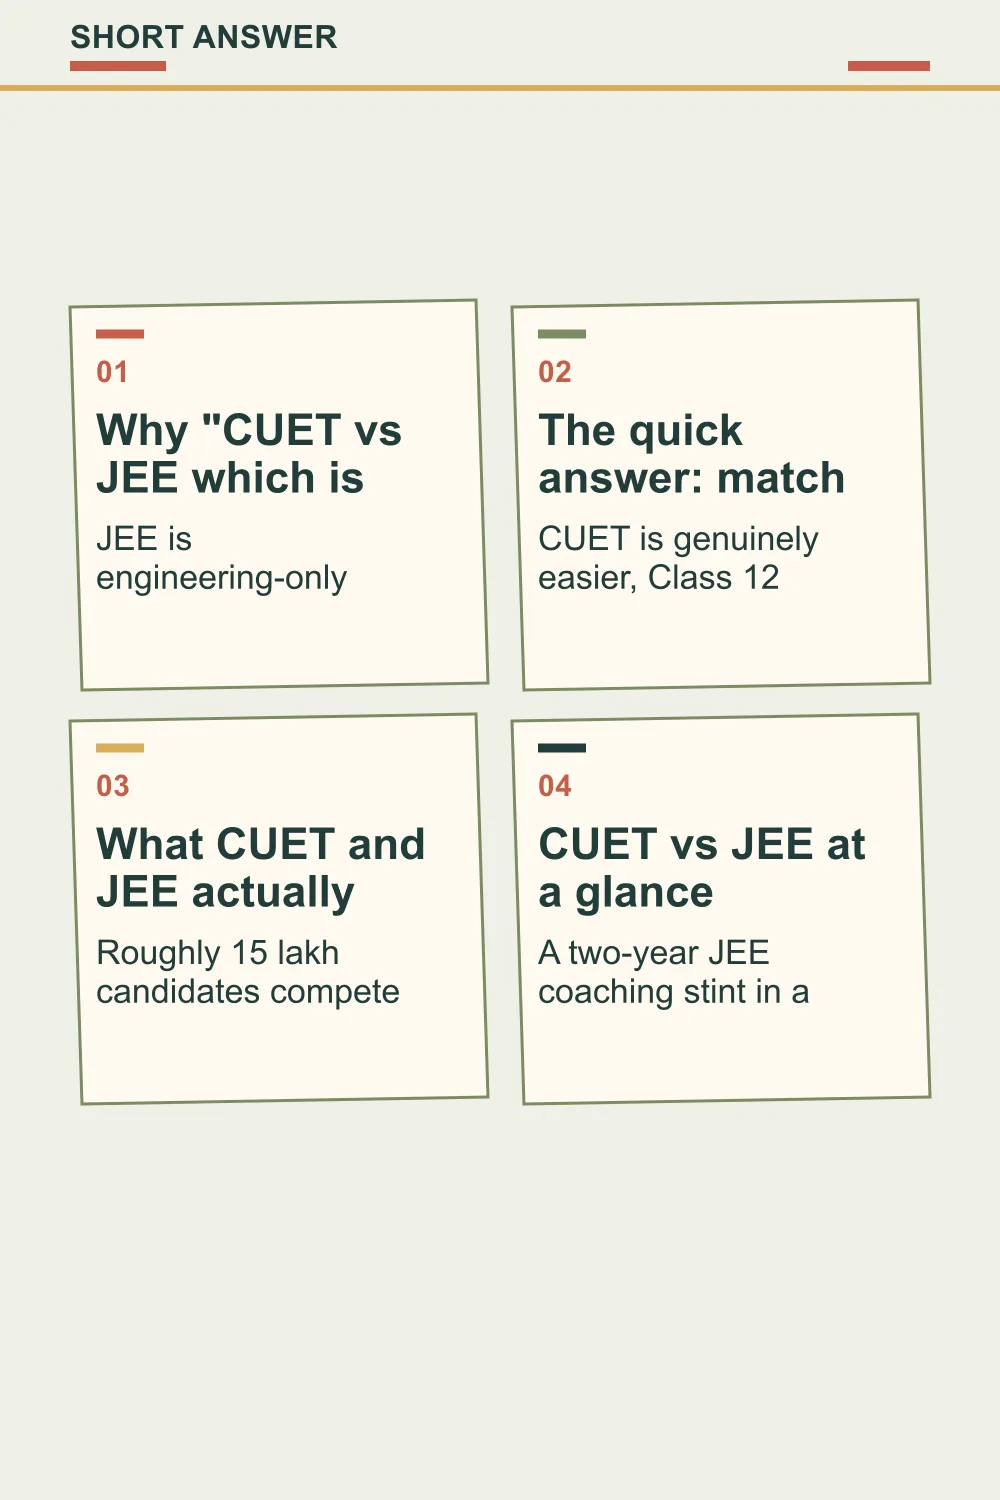 SHORT ANSWER
01
Why "CUET vs
JEE which is
JEE is
engineering-only
02
The quick
answer: match
CUET is genuinely
easier, Class 12
03
What CUET and
JEE actually
Roughly 15 lakh
candidates compete
04
CUET vs JEE at
a glance
A two-year JEE
coaching stint in a